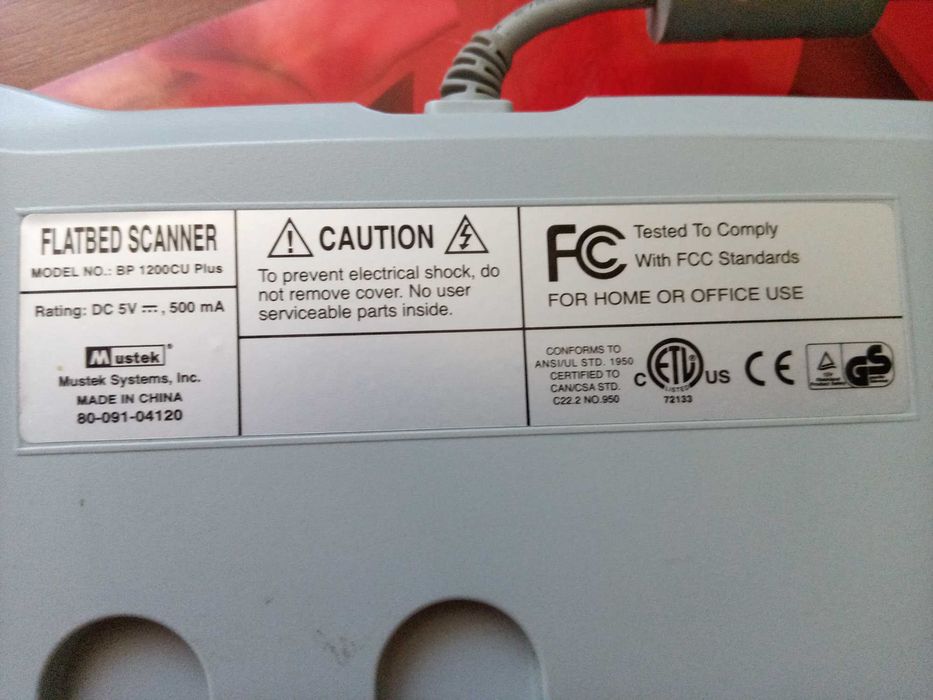 FLATBED SCANNER
MODEL NO.: BP 1200CU Plus
Rating: DC 5V ⎓, 500 mA
Mustek®
Mustek Systems, Inc.
MADE IN CHINA
80-091-04120
CAUTION
To prevent electrical shock, do
not remove cover. No user
serviceable parts inside.
FC Tested To Comply
With FCC Standards
FOR HOME OR OFFICE USE
CONFORMS TO
ANSI/UL STD. 1950
CERTIFIED TO
CAN/CSA STD.
C22.2 NO.950
C ETL US
LISTED
72133
CE
GS